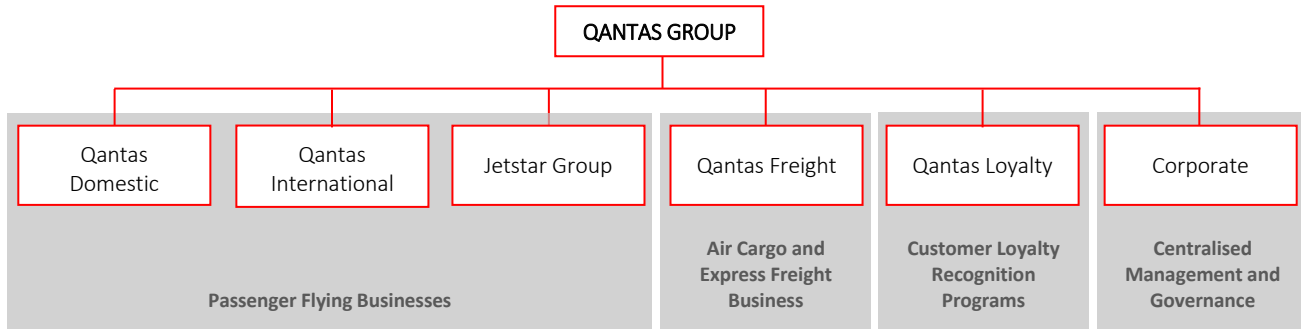 QANTAS GROUP
Qantas
Domestic
Qantas
International
Jetstar Group
Qantas Freight
Qantas Loyalty
Corporate
Passenger Flying Businesses
Air Cargo and
Express Freight
Business
Customer Loyalty
Recognition
Programs
Centralised
Management and
Governance